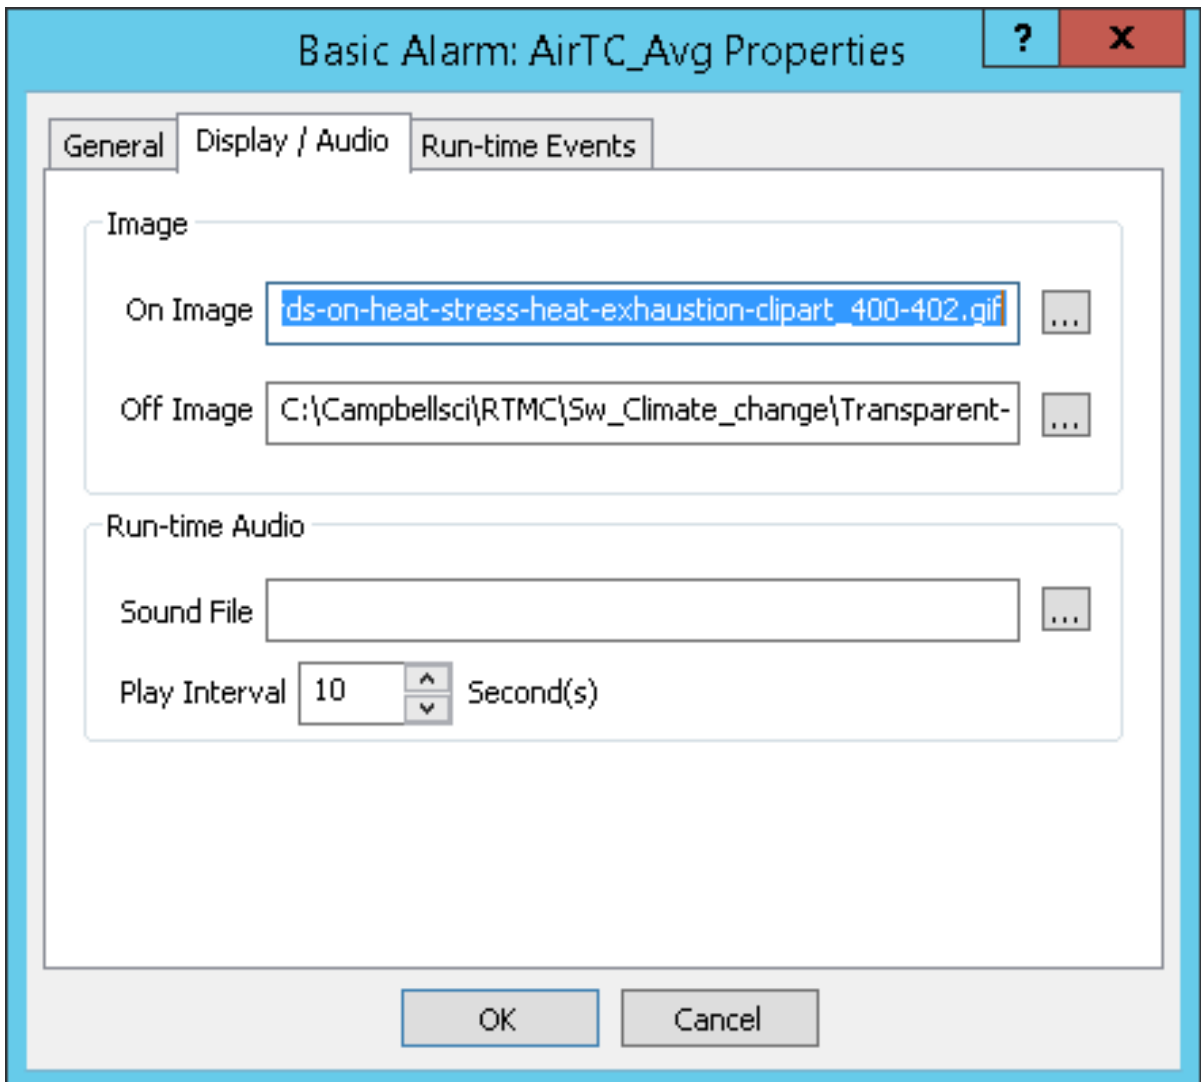 Basic Alarm: AirTC_Avg Properties
? x
General Display / Audio Run-time Events
Image
On Image rds-on-heat-stress-heat-exhaustion-clipart_400-402.gif ...
Off Image C:\Campbellsci\RTMC\Sw_Climate_change\Transparent- ...
Run-time Audio
Sound File ...
Play Interval 10 Second(s)
OK Cancel